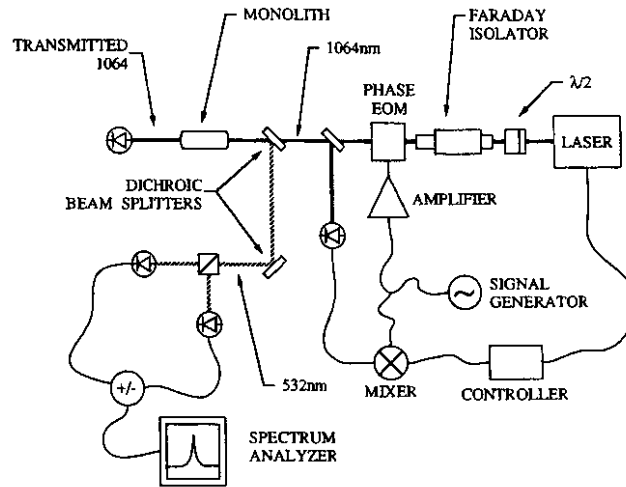 MONOLITH
FARADAY
ISOLATOR
TRANSMITTED
1064
1064nm
PHASE
EOM
λ/2
LASER
DICHROIC
BEAM SPLITTERS
AMPLIFIER
SIGNAL
GENERATOR
532nm
MIXER
CONTROLLER
+/-
SPECTRUM
ANALYZER